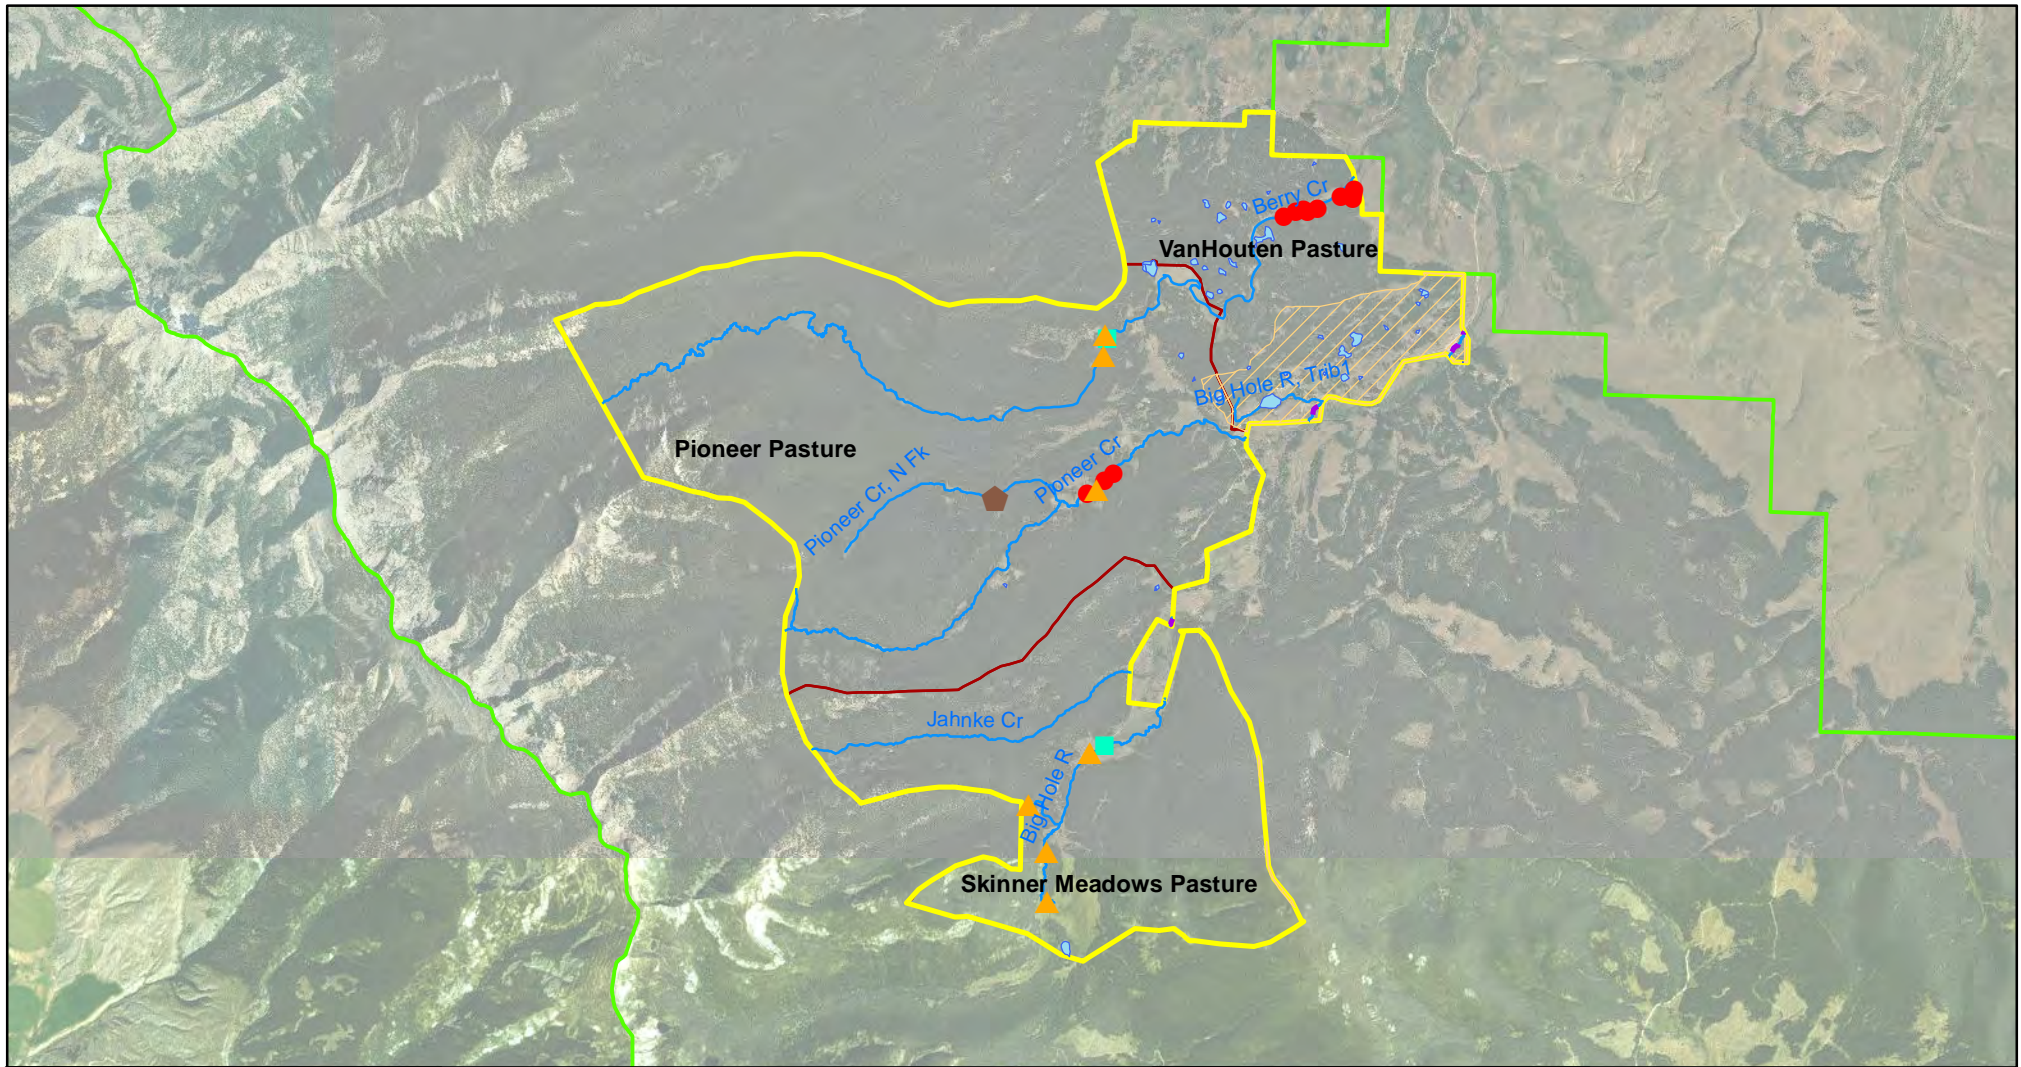 Berry Cr
VanHouten Pasture
Big Hole R, Trib1
Pioneer Pasture
Pioneer Cr
Pioneer Cr, N Fk
Jahnke Cr
Big Hole R
Skinner Meadows Pasture